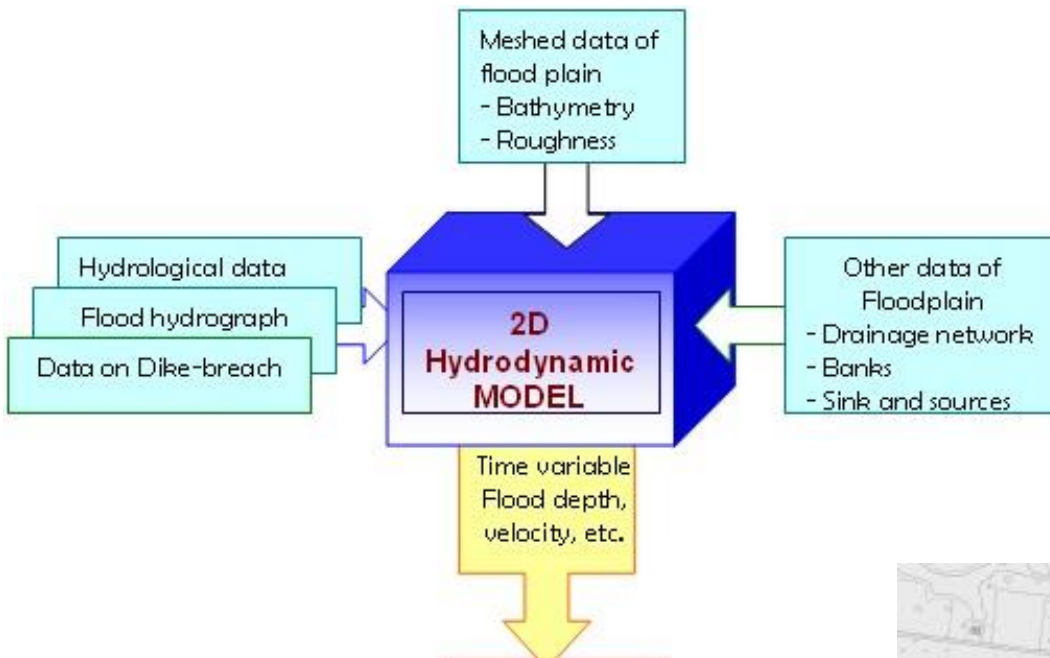 Meshed data of
flood plain
- Bathymetry
- Roughness
Hydrological data
Flood hydrograph
Data on Dike-breach
2D
Hydrodynamic
MODEL
Other data of
Floodplain
- Drainage network
- Banks
- Sink and sources
Time variable
Flood depth,
velocity, etc.